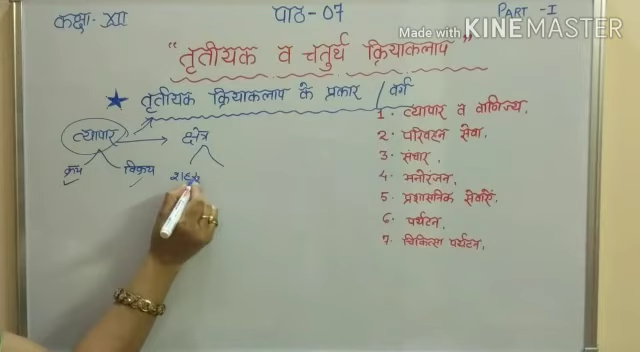 कक्षा-XII
पाठ-07
PART-I
Made with KINEMASTER
"तृतीयक व चतुर्थ क्रियाकलाप"
★ तृतीयक क्रियाकलाप के प्रकार / वर्ग
व्यापार → क्षेत्र
क्रय विक्रय
1. व्यापार व वाणिज्य,
2. परिवहन सेवा,
3. संचार,
4. मनोरंजन,
5. प्रशासनिक सेवाएं,
6. पर्यटन,
7. चिकित्सा पर्यटन,